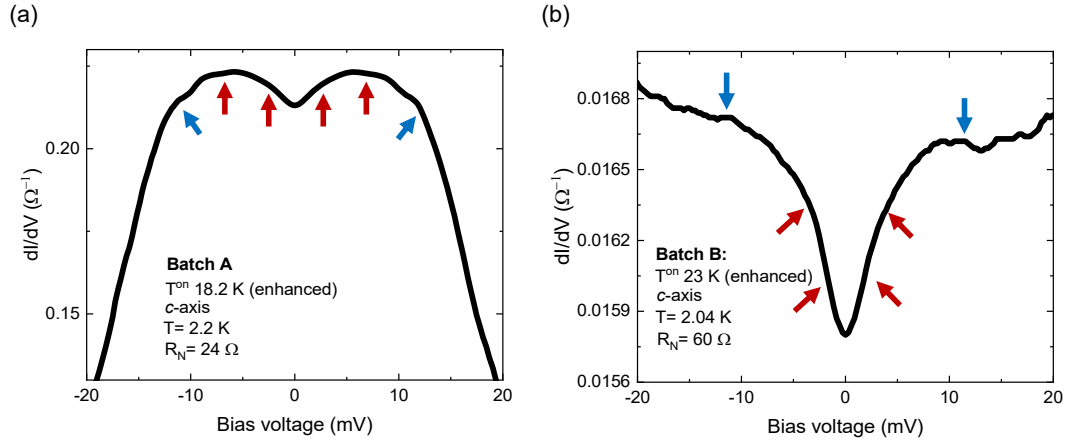 (a)
dI/dV (Ω⁻¹)
0.20
0.15
Batch A
Tᵒⁿ 18.2 K (enhanced)
c-axis
T= 2.2 K
R_N= 24 Ω
-20 -10 0 10 20
Bias voltage (mV)
(b)
dI/dV (Ω⁻¹)
0.0168
0.0165
0.0162
0.0159
0.0156
Batch B:
Tᵒⁿ 23 K (enhanced)
c-axis
T= 2.04 K
R_N= 60 Ω
-20 -10 0 10 20
Bias voltage (mV)